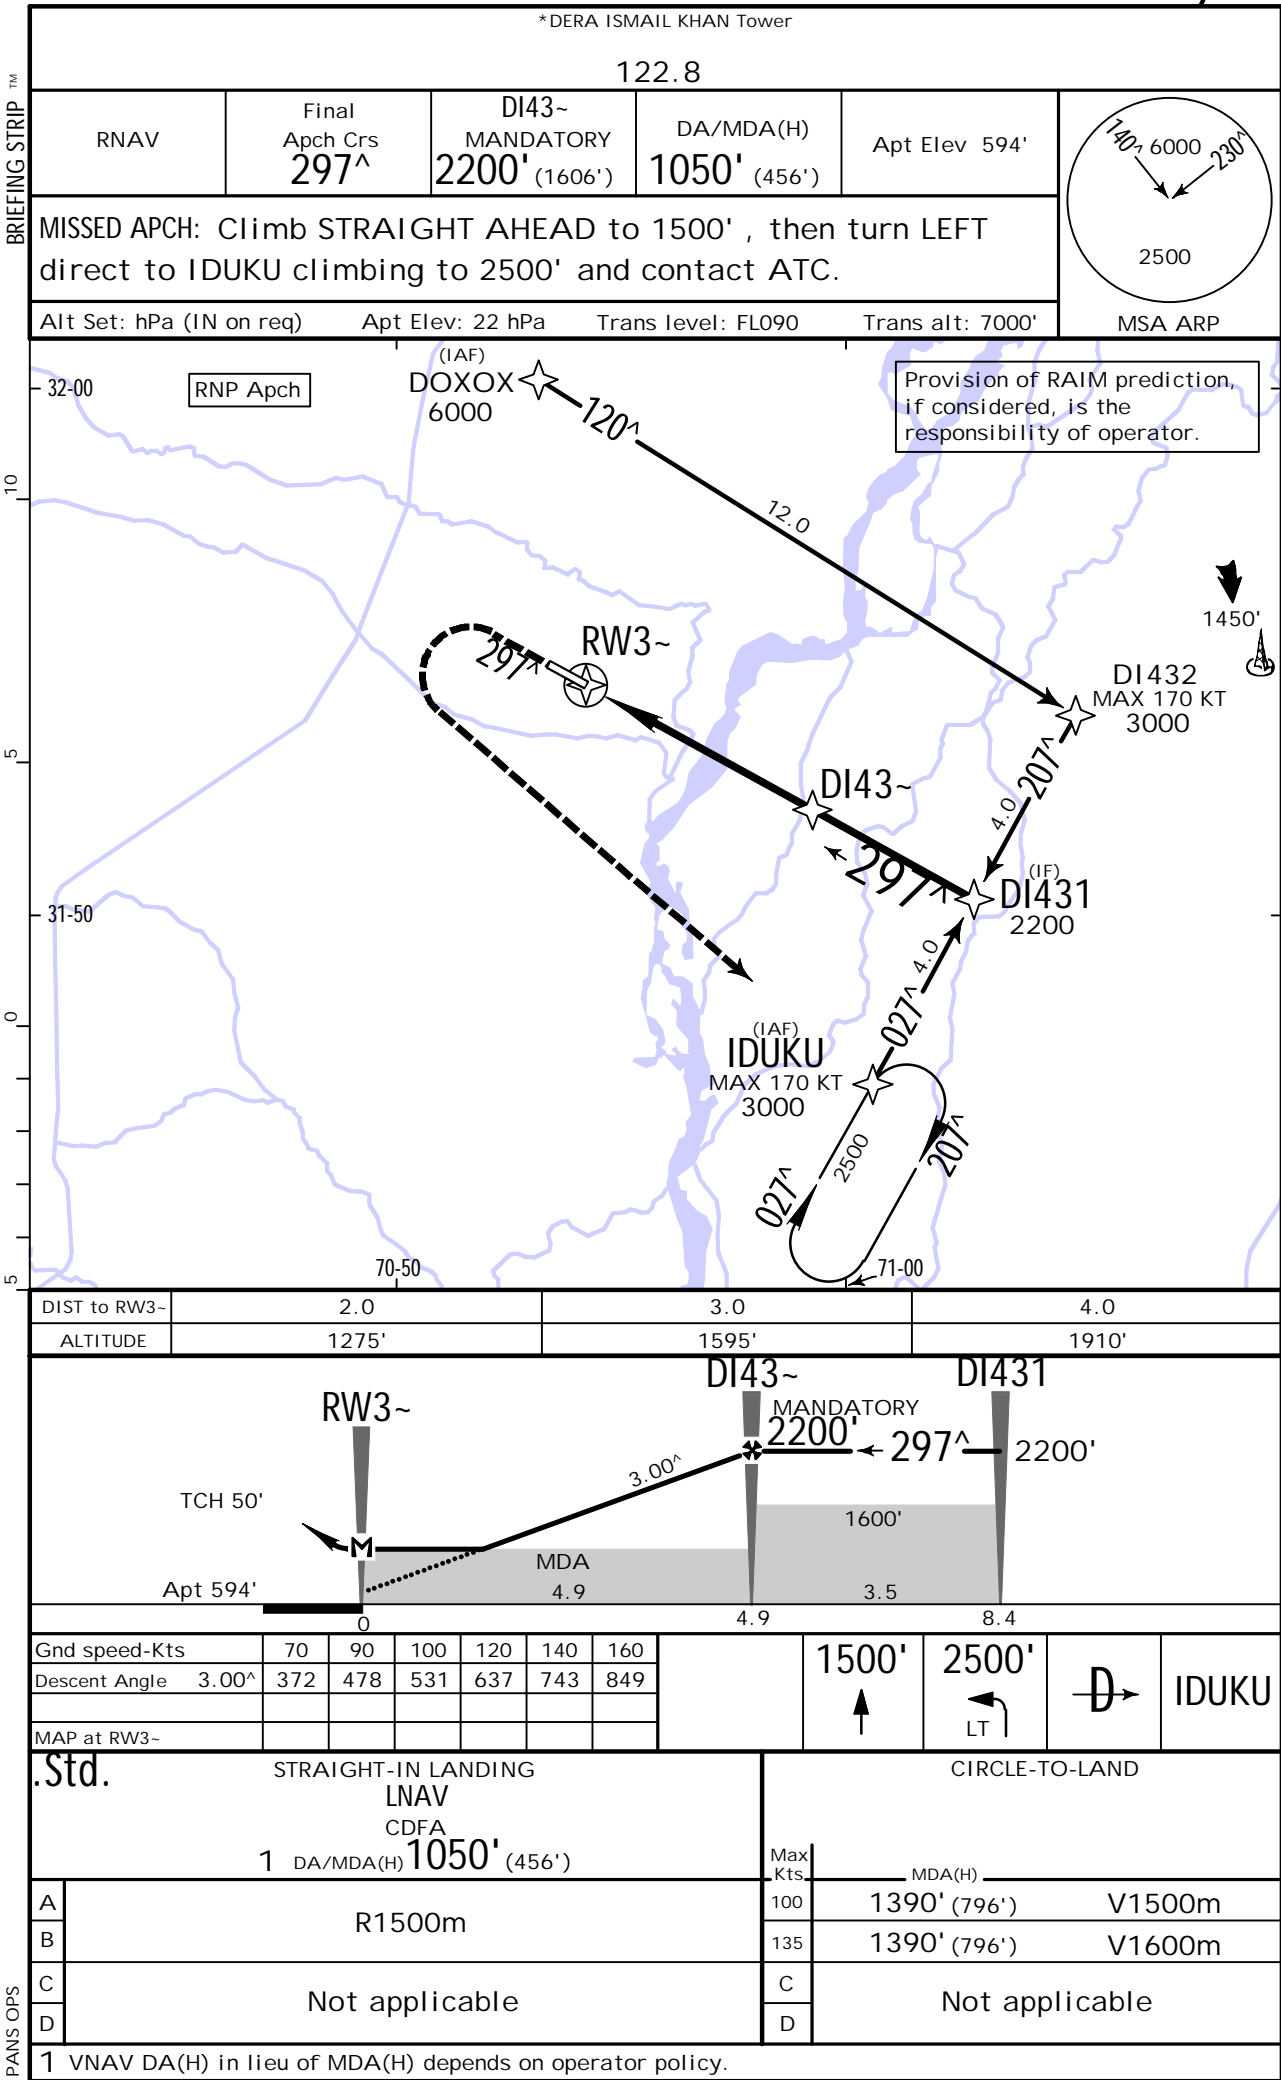 *DERA ISMAIL KHAN Tower
122.8
BRIEFING STRIP TM
RNAV
Final
Apch Crs
297^
DI43~
MANDATORY
2200' (1606')
DA/MDA(H)
1050' (456')
Apt Elev 594'
140^ 6000 230^
2500
MSA ARP
MISSED APCH: Climb STRAIGHT AHEAD to 1500' , then turn LEFT
direct to IDUKU climbing to 2500' and contact ATC.
Alt Set: hPa (IN on req) Apt Elev: 22 hPa Trans level: FL090 Trans alt: 7000'
32-00
RNP Apch
(IAF)
DOXOX
6000
120^
Provision of RAIM prediction,
if considered, is the
responsibility of operator.
10
12.0
1450'
297^
RW3~
DI432
MAX 170 KT
3000
5
207^
4.0
DI43~
297^
(IF)
DI431
2200
31-50
4.0
027^
0
(IAF)
IDUKU
MAX 170 KT
3000
2500
207^
027^
5
70-50
71-00
DIST to RW3~ 2.0 3.0 4.0
ALTITUDE 1275' 1595' 1910'
RW3~
DI43~
DI431
MANDATORY
2200'
297^
2200'
3.00^
TCH 50'
1600'
M
MDA
Apt 594'
4.9
3.5
0
4.9
8.4
Gnd speed-Kts 70 90 100 120 140 160
Descent Angle 3.00^ 372 478 531 637 743 849
MAP at RW3~
1500'
2500'
LT
D
IDUKU
.Std.
STRAIGHT-IN LANDING
LNAV
CDFA
1 DA/MDA(H) 1050' (456')
CIRCLE-TO-LAND
Max
Kts
MDA(H)
A
B
R1500m
100 1390' (796') V1500m
135 1390' (796') V1600m
C
D
Not applicable
C
D
Not applicable
PANS OPS
1 VNAV DA(H) in lieu of MDA(H) depends on operator policy.